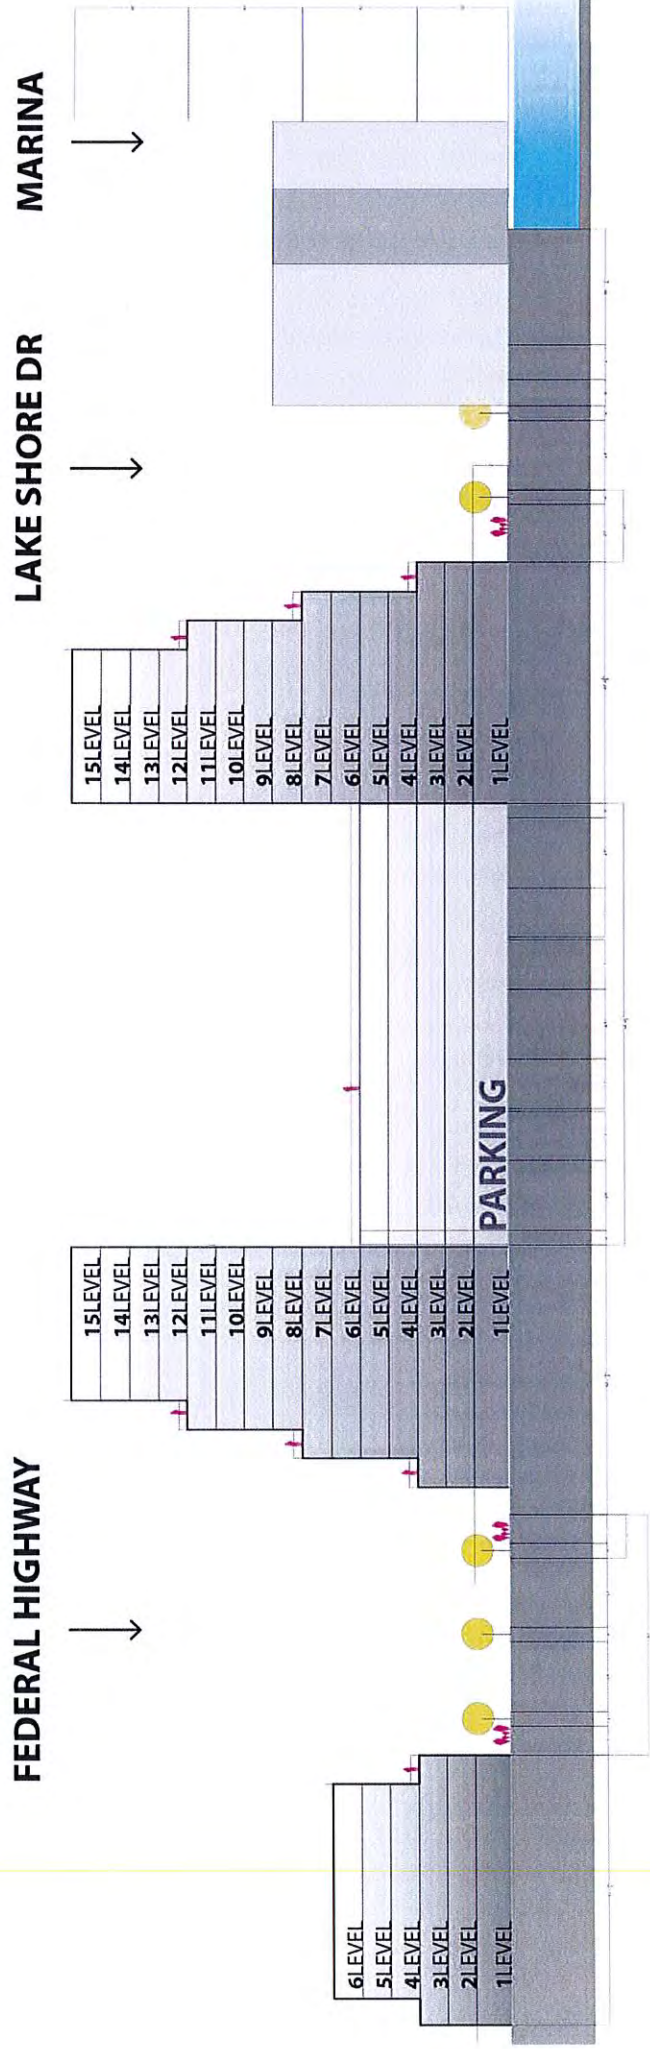 FEDERAL HIGHWAY
LAKE SHORE DR
MARINA
6LEVEL
5LEVEL
4LEVEL
3LEVEL
2LEVEL
1LEVEL
15LEVEL
14LEVEL
13LEVEL
12LEVEL
11LEVEL
10LEVEL
9LEVEL
8LEVEL
7LEVEL
6LEVEL
5LEVEL
4LEVEL
3LEVEL
2LEVEL
1LEVEL
PARKING
15LEVEL
14LEVEL
13LEVEL
12LEVEL
11LEVEL
10LEVEL
9LEVEL
8LEVEL
7LEVEL
6LEVEL
5LEVEL
4LEVEL
3LEVEL
2LEVEL
1LEVEL